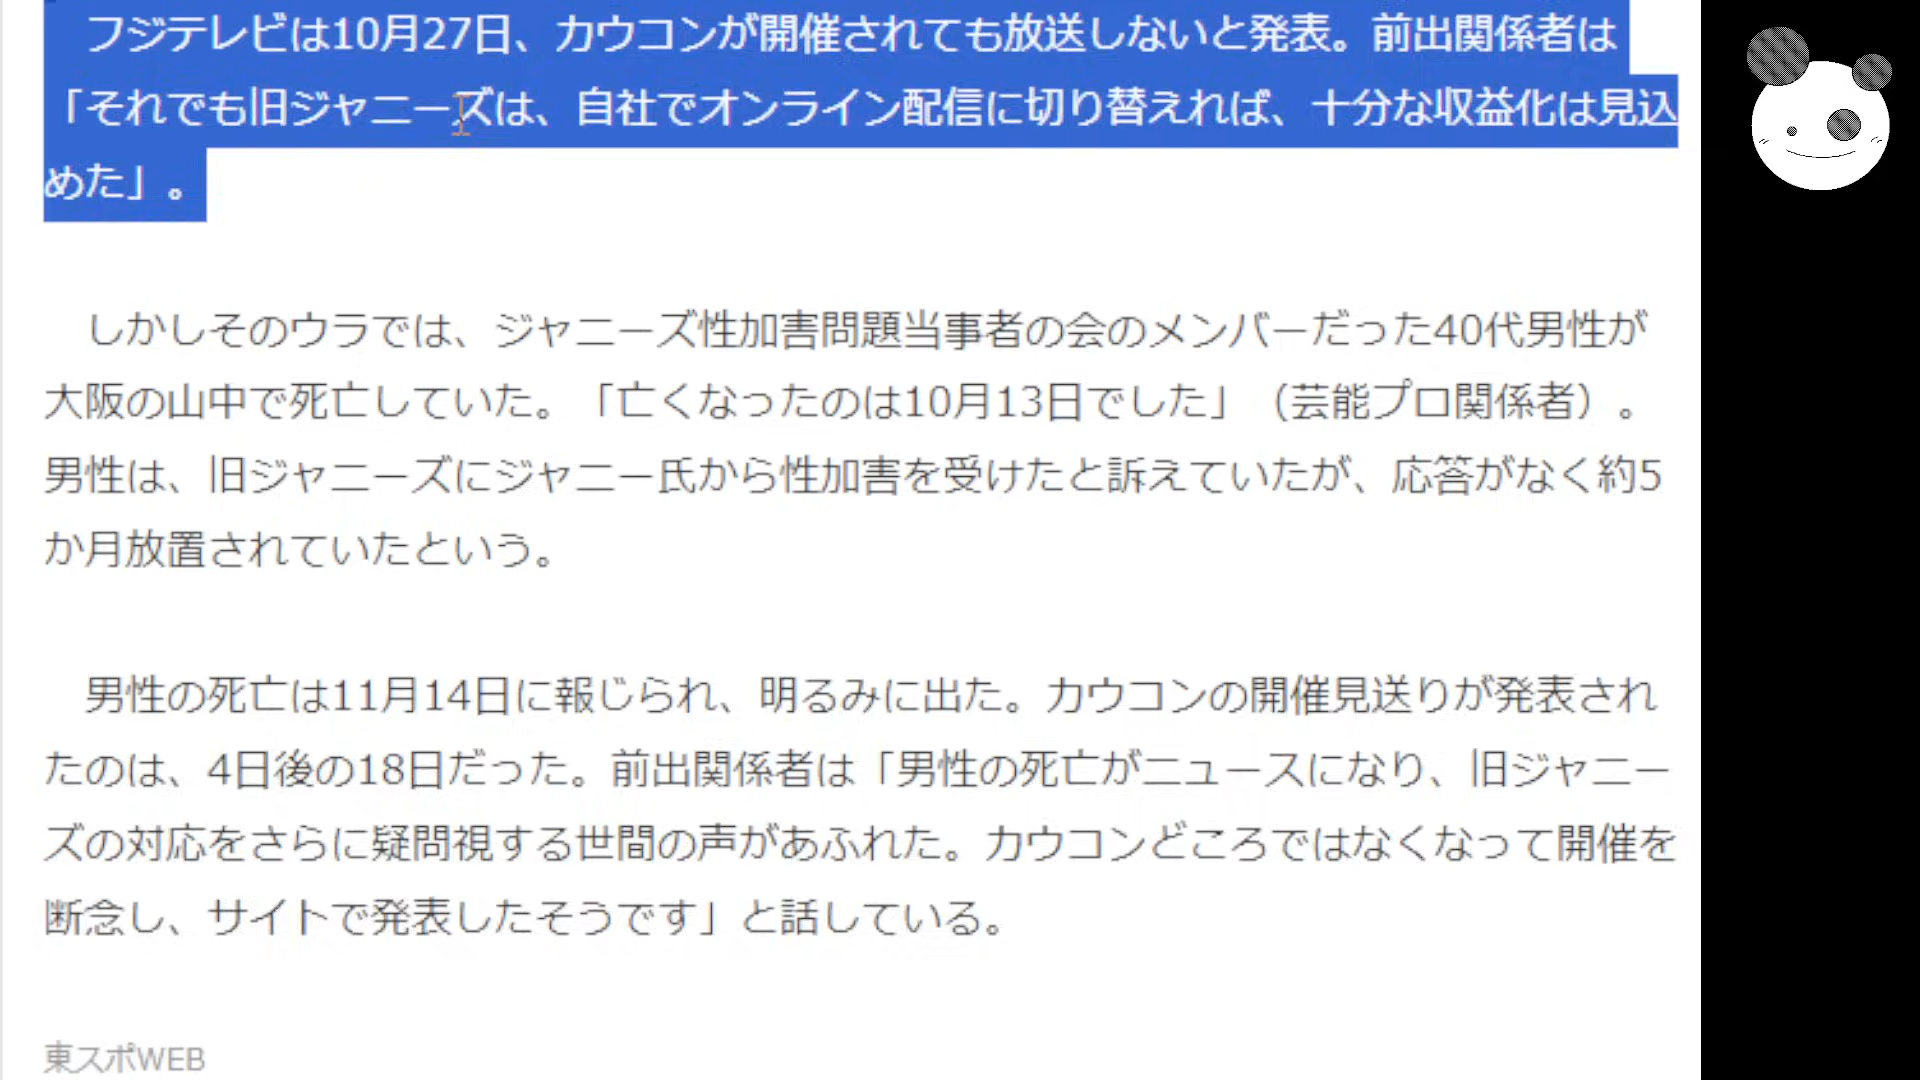 フジテレビは10月27日、カウコンが開催されても放送しないと発表。前出関係者は
「それでも旧ジャニーズは、自社でオンライン配信に切り替えれば、十分な収益化は見込
めた」。
しかしそのウラでは、ジャニーズ性加害問題当事者の会のメンバーだった40代男性が
大阪の山中で死亡していた。「亡くなったのは10月13日でした」（芸能プロ関係者）。
男性は、旧ジャニーズにジャニー氏から性加害を受けたと訴えていたが、応答がなく約5
か月放置されていたという。
男性の死亡は11月14日に報じられ、明るみに出た。カウコンの開催見送りが発表され
たのは、4日後の18日だった。前出関係者は「男性の死亡がニュースになり、旧ジャニー
ズの対応をさらに疑問視する世間の声があふれた。カウコンどころではなくなって開催を
断念し、サイトで発表したそうです」と話している。
東スポWEB